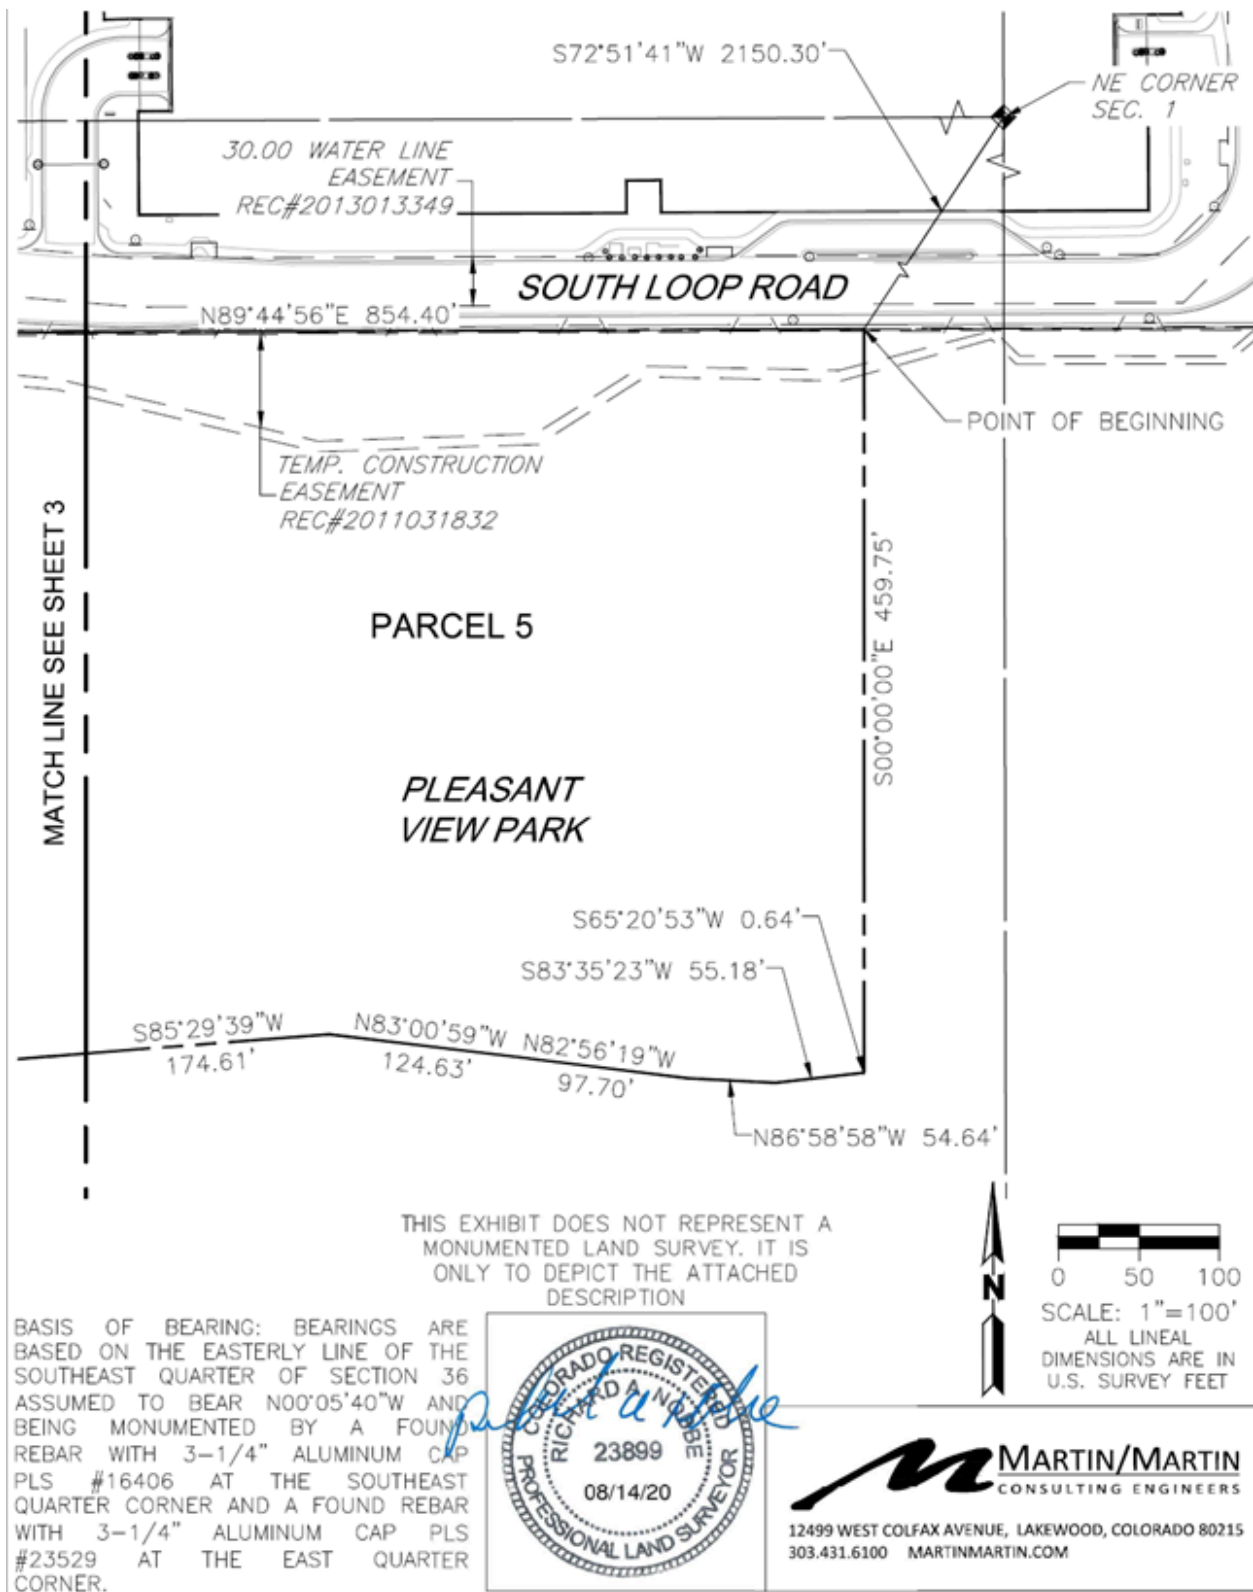 S72°51'41"W 2150.30'
NE CORNER
SEC. 1
30.00 WATER LINE
EASEMENT
REC#2013013349
SOUTH LOOP ROAD
N89°44'56"E 854.40'
POINT OF BEGINNING
TEMP. CONSTRUCTION
EASEMENT
REC#2011031832
MATCH LINE SEE SHEET 3
S00°00'00"E 459.75'
PARCEL 5
PLEASANT
VIEW PARK
S65°20'53"W 0.64'
S83°35'23"W 55.18'
S85°29'39"W
174.61'
N83°00'59"W
124.63'
N82°56'19"W
97.70'
N86°58'58"W 54.64'
THIS EXHIBIT DOES NOT REPRESENT A
MONUMENTED LAND SURVEY. IT IS
ONLY TO DEPICT THE ATTACHED
DESCRIPTION
N
0 50 100
SCALE: 1"=100'
ALL LINEAL
DIMENSIONS ARE IN
U.S. SURVEY FEET
BASIS OF BEARING: BEARINGS ARE
BASED ON THE EASTERLY LINE OF THE
SOUTHEAST QUARTER OF SECTION 36
ASSUMED TO BEAR N00°05'40"W AND
BEING MONUMENTED BY A FOUND
REBAR WITH 3-1/4" ALUMINUM CAP
PLS #16406 AT THE SOUTHEAST
QUARTER CORNER AND A FOUND REBAR
WITH 3-1/4" ALUMINUM CAP PLS
#23529 AT THE EAST QUARTER
CORNER.
COLORADO REGISTERED
RICHARD A. NOBBE
23899
08/14/20
PROFESSIONAL LAND SURVEYOR
MARTIN/MARTIN
CONSULTING ENGINEERS
12499 WEST COLFAX AVENUE, LAKEWOOD, COLORADO 80215
303.431.6100 MARTINMARTIN.COM